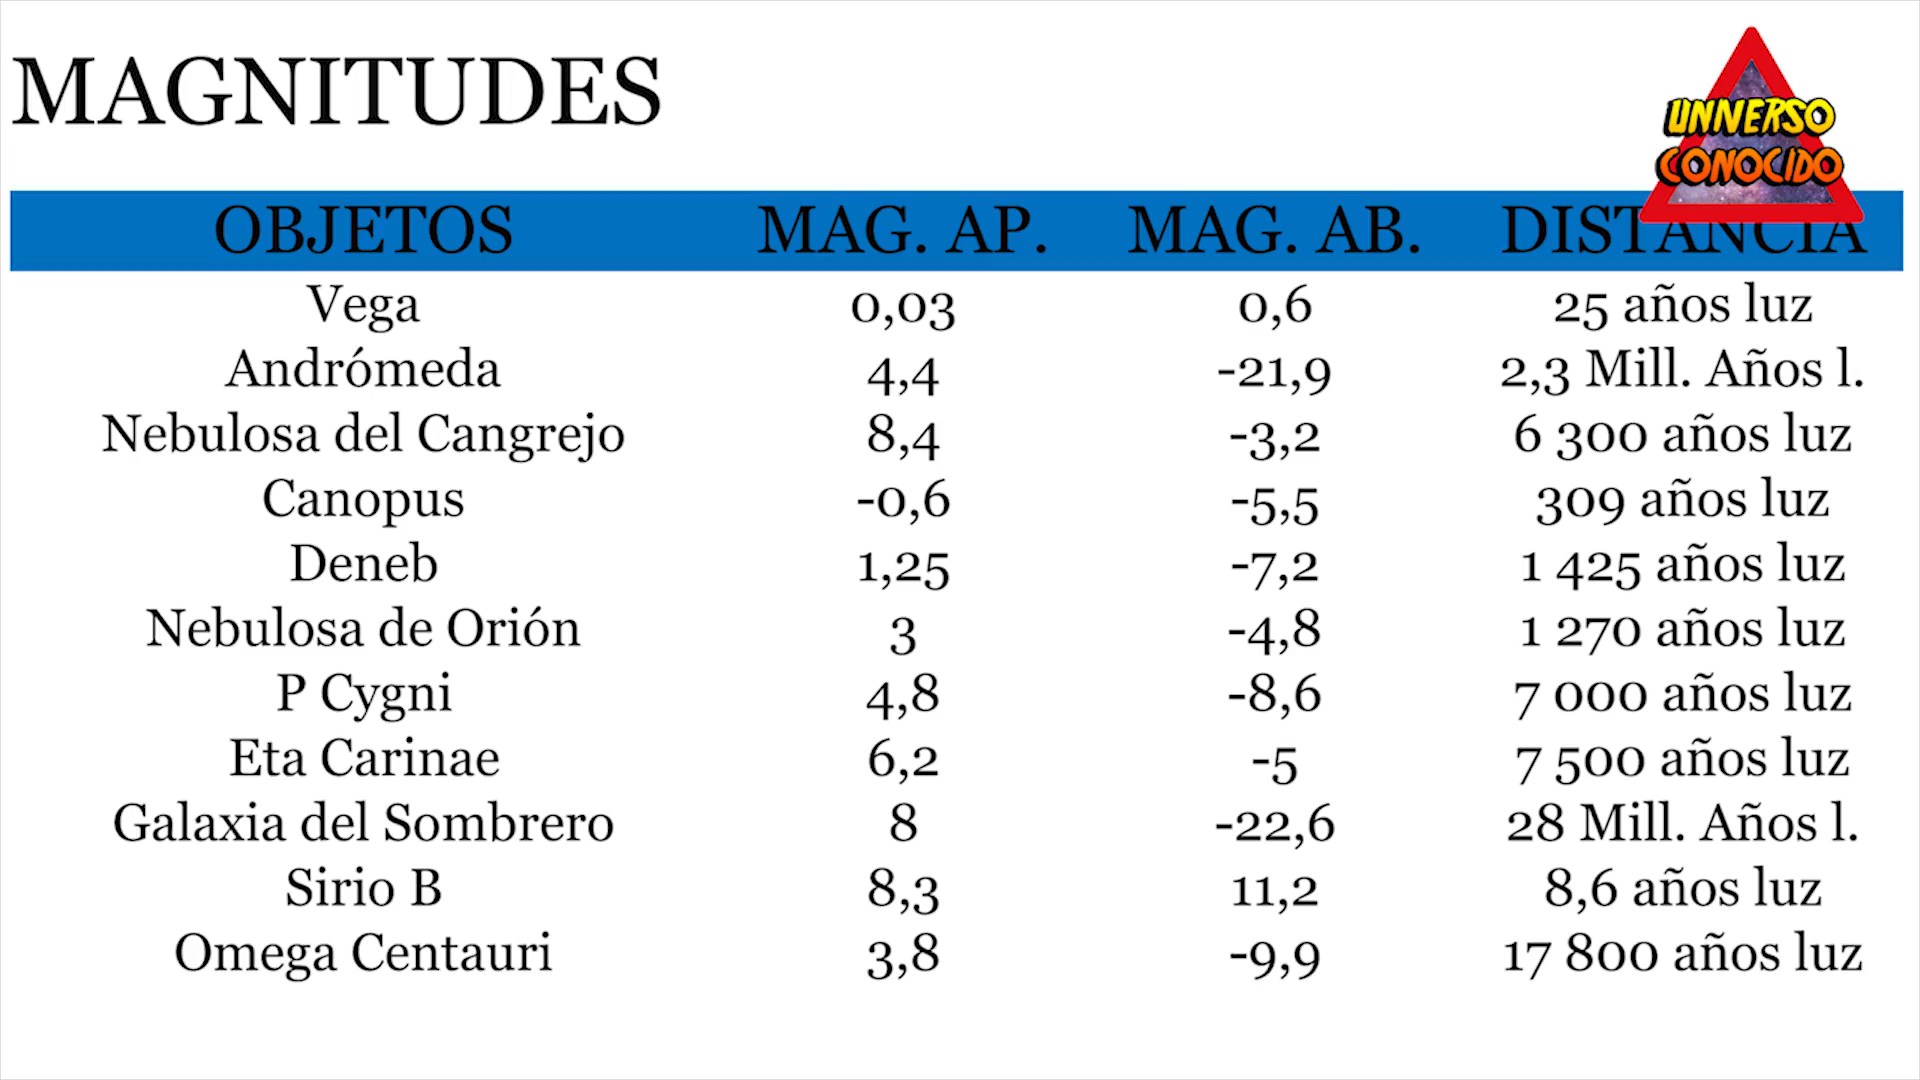 MAGNITUDES
UNIVERSO
CONOCIDO
OBJETOS MAG. AP. MAG. AB. DISTANCIA
Vega 0,03 0,6 25 años luz
Andrómeda 4,4 -21,9 2,3 Mill. Años l.
Nebulosa del Cangrejo 8,4 -3,2 6 300 años luz
Canopus -0,6 -5,5 309 años luz
Deneb 1,25 -7,2 1 425 años luz
Nebulosa de Orión 3 -4,8 1 270 años luz
P Cygni 4,8 -8,6 7 000 años luz
Eta Carinae 6,2 -5 7 500 años luz
Galaxia del Sombrero 8 -22,6 28 Mill. Años l.
Sirio B 8,3 11,2 8,6 años luz
Omega Centauri 3,8 -9,9 17 800 años luz